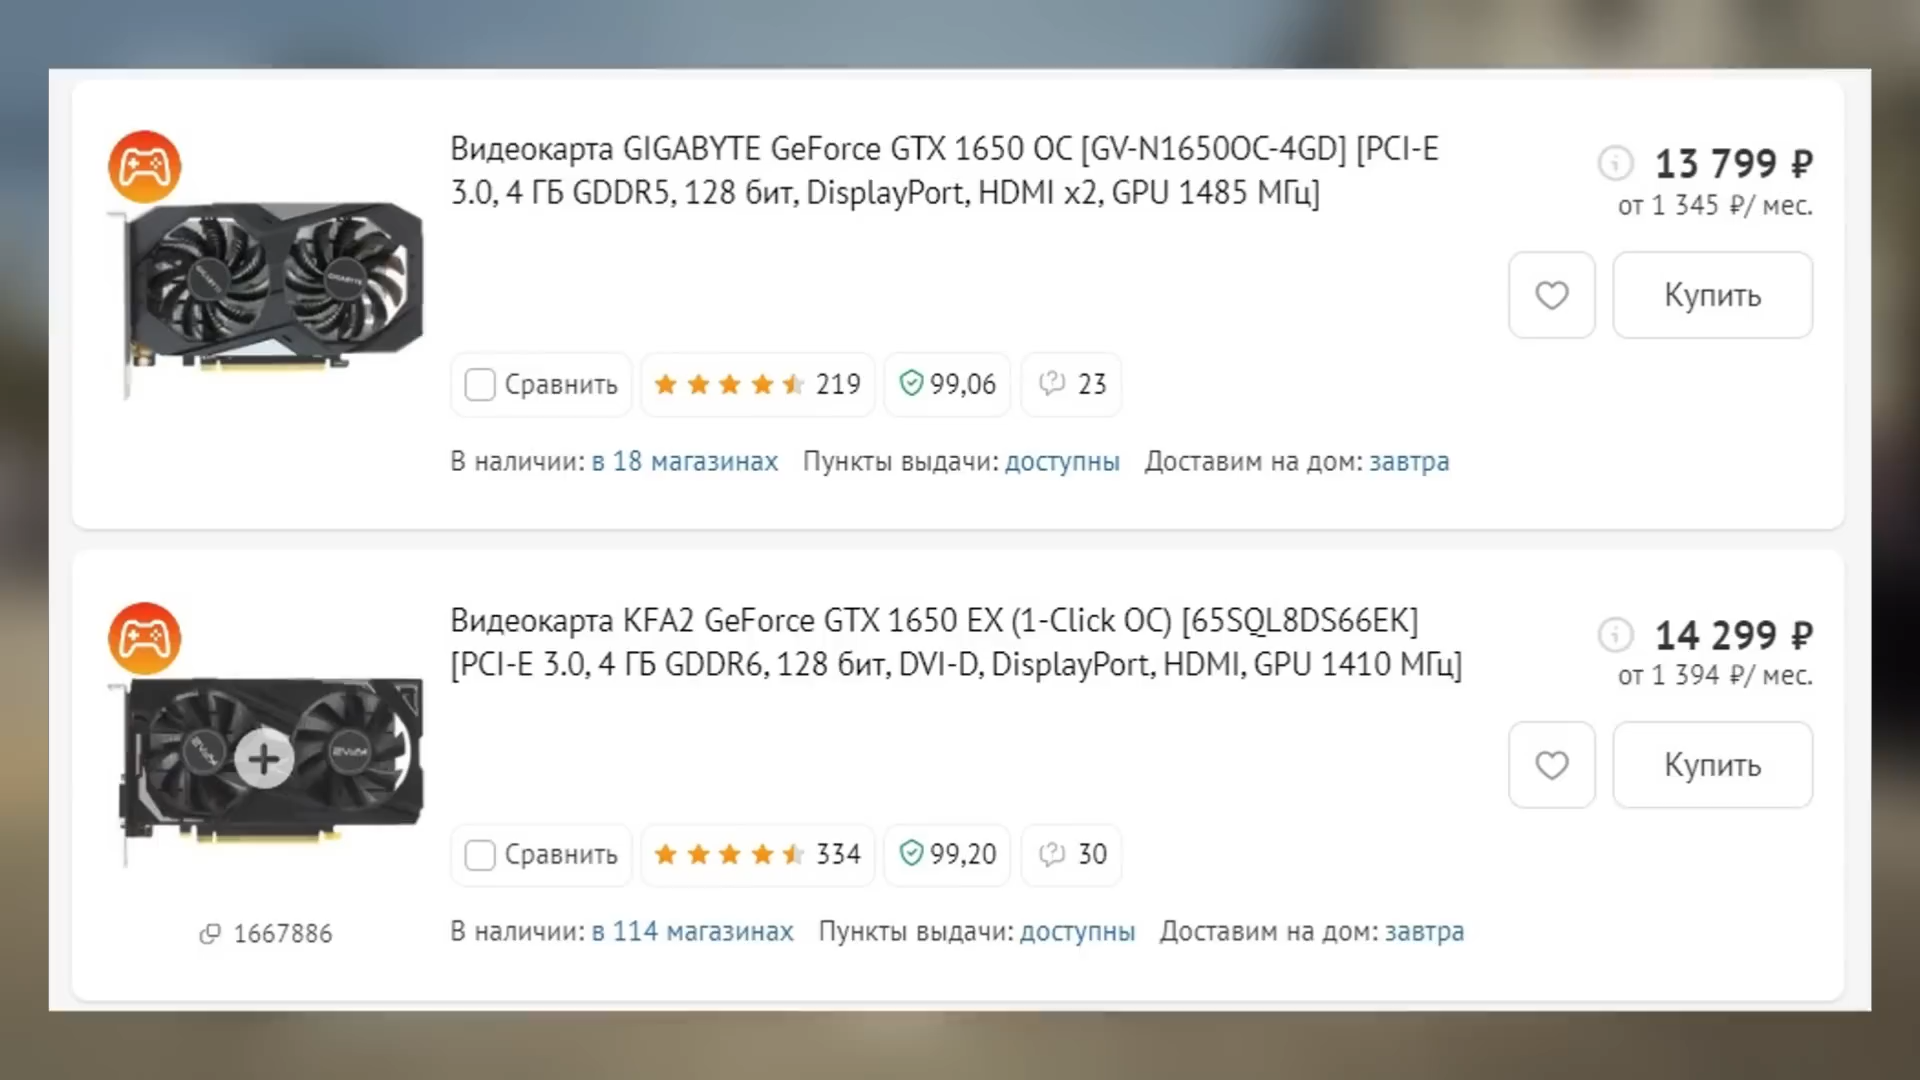 Видеокарта GIGABYTE GeForce GTX 1650 OC [GV-N1650OC-4GD] [PCI-E
3.0, 4 ГБ GDDR5, 128 бит, DisplayPort, HDMI x2, GPU 1485 МГц]
13 799 ₽
от 1 345 ₽/ мес.
Купить
GIGABYTE GIGABYTE
Сравнить 219 99,06 23
В наличии: в 18 магазинах Пункты выдачи: доступны Доставим на дом: завтра
Видеокарта KFA2 GeForce GTX 1650 EX (1-Click OC) [65SQL8DS66EK]
[PCI-E 3.0, 4 ГБ GDDR6, 128 бит, DVI-D, DisplayPort, HDMI, GPU 1410 МГц]
14 299 ₽
от 1 394 ₽/ мес.
Купить
Сравнить 334 99,20 30
1667886
В наличии: в 114 магазинах Пункты выдачи: доступны Доставим на дом: завтра